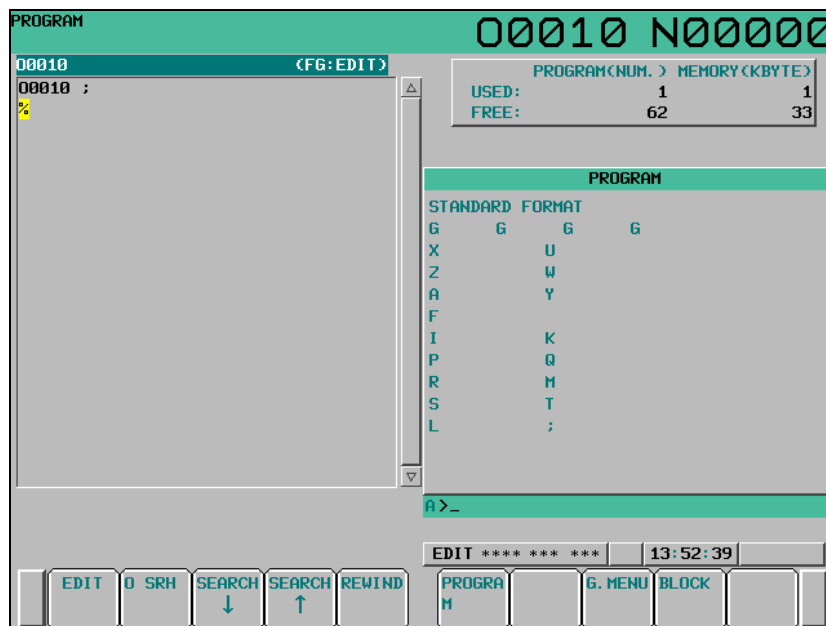 PROGRAM
O0010 N00000
O0010 (FG:EDIT)
O0010 ;
%
PROGRAM(NUM.) MEMORY(KBYTE)
USED: 1 1
FREE: 62 33
PROGRAM
STANDARD FORMAT
G G G G
X U
Z W
A Y
F
I K
P Q
R M
S T
L ;
A>_
EDIT **** *** *** 13:52:39
EDIT O SRH SEARCH ↓ SEARCH ↑ REWIND PROGRA M G. MENU BLOCK